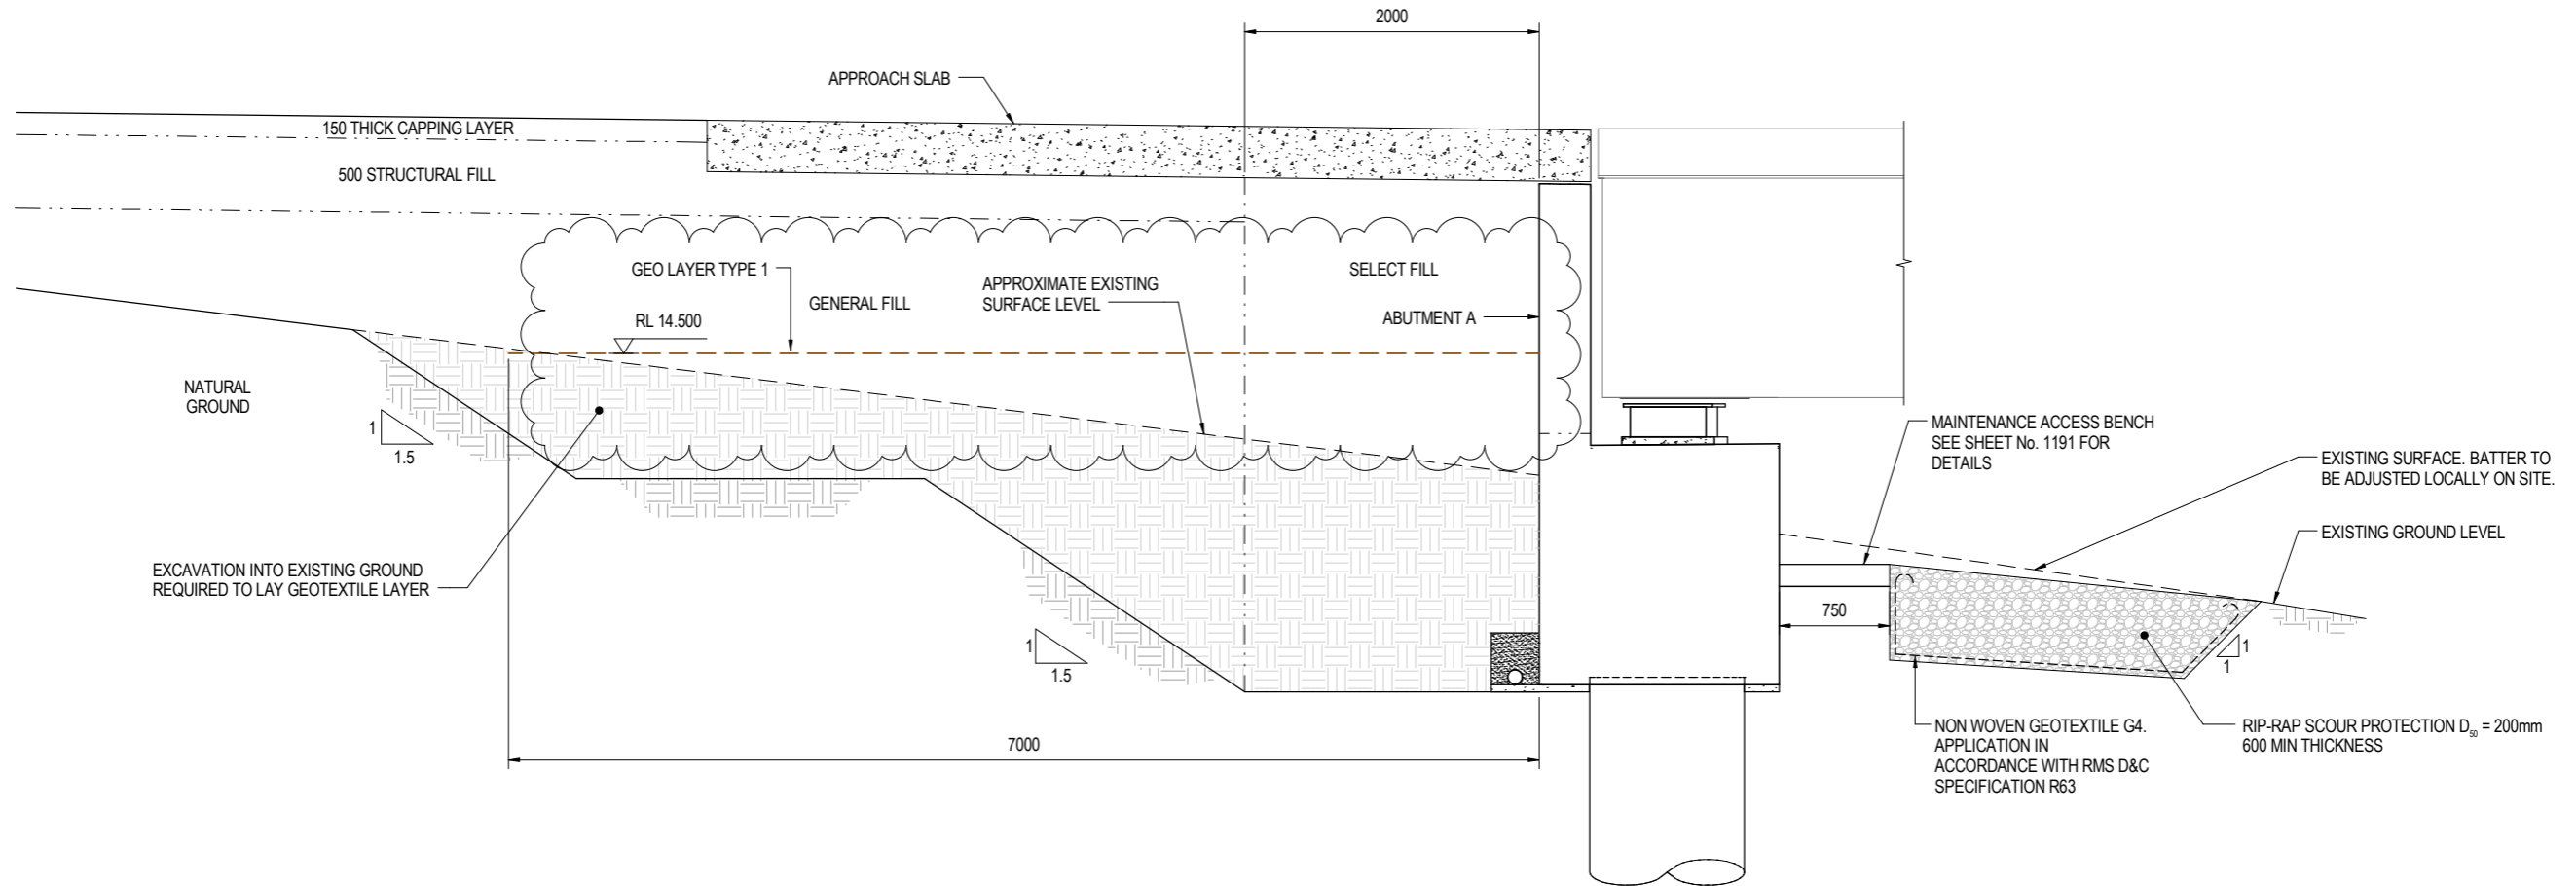 2000
APPROACH SLAB
150 THICK CAPPING LAYER
500 STRUCTURAL FILL
GEO LAYER TYPE 1
SELECT FILL
APPROXIMATE EXISTING
SURFACE LEVEL
GENERAL FILL
RL 14.500
ABUTMENT A
NATURAL
GROUND
1
1.5
MAINTENANCE ACCESS BENCH
SEE SHEET No. 1191 FOR
DETAILS
EXISTING SURFACE. BATTER TO
BE ADJUSTED LOCALLY ON SITE.
EXISTING GROUND LEVEL
EXCAVATION INTO EXISTING GROUND
REQUIRED TO LAY GEOTEXTILE LAYER
750
1
1.5
1
1
7000
NON WOVEN GEOTEXTILE G4.
APPLICATION IN
ACCORDANCE WITH RMS D&C
SPECIFICATION R63
RIP-RAP SCOUR PROTECTION D₅₀ = 200mm
600 MIN THICKNESS